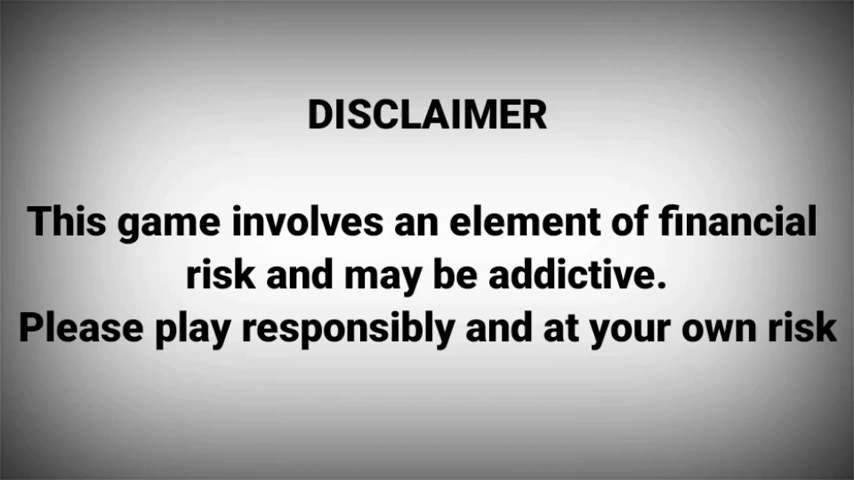 DISCLAIMER
This game involves an element of financial
risk and may be addictive.
Please play responsibly and at your own risk